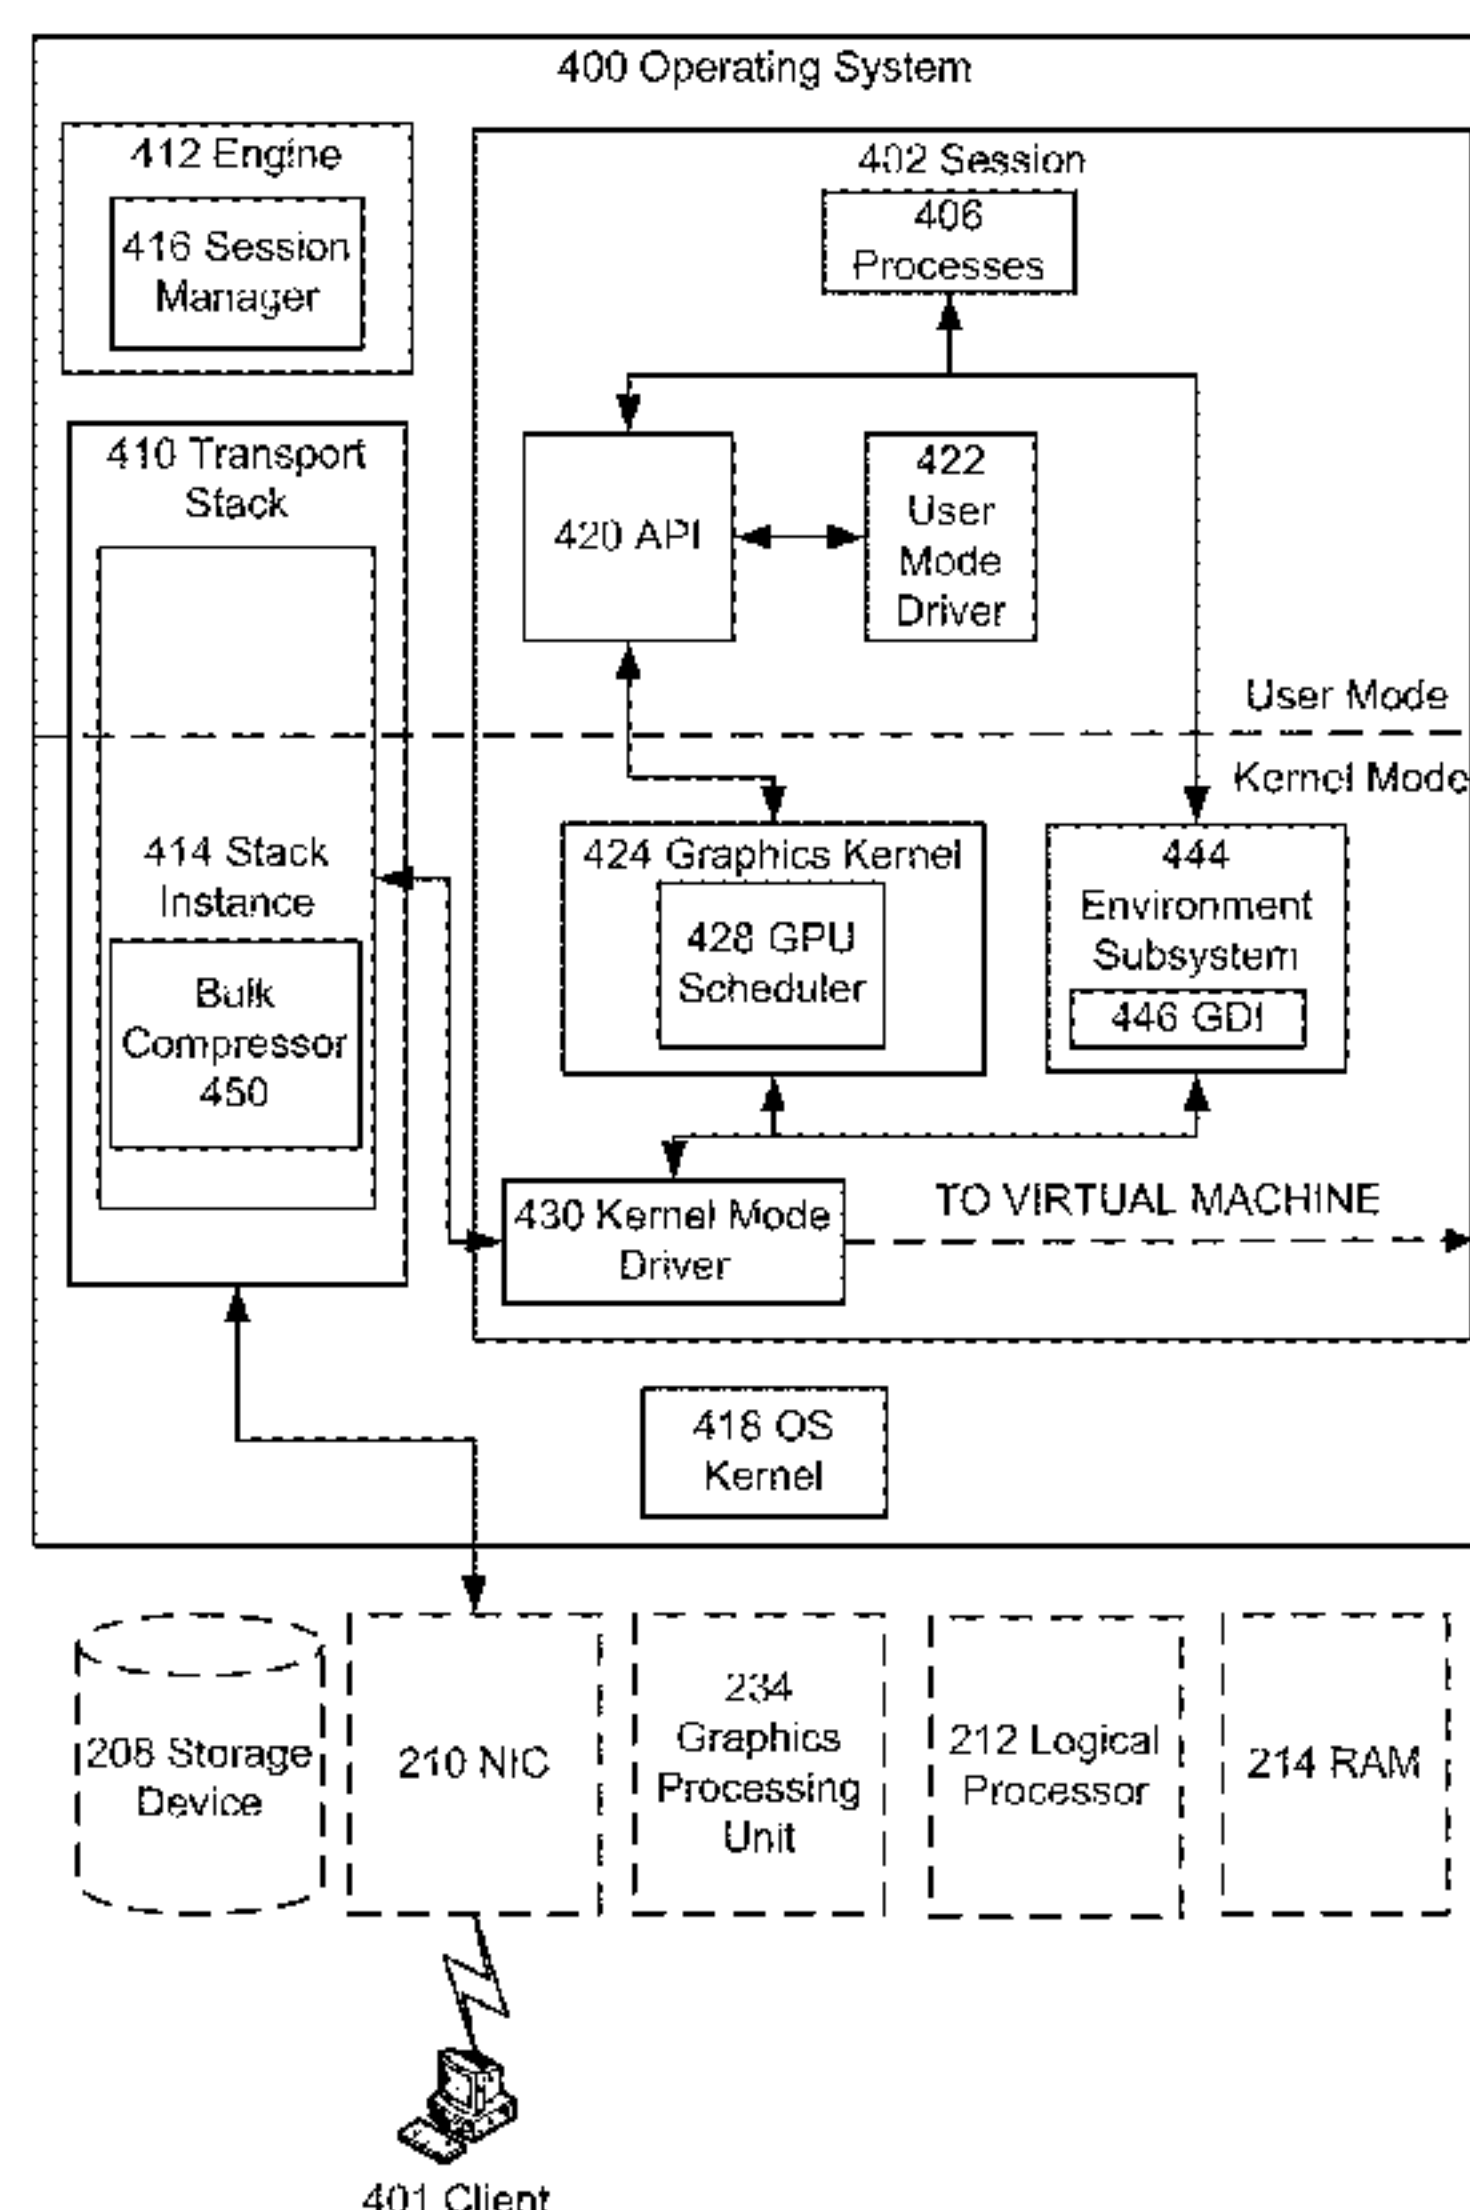 400 Operating System
412 Engine
416 Session
Manager
402 Session
406
Processes
410 Transport
Stack
420 API
422
User
Mode
Driver
User Mode
Kernel Mode
414 Stack
Instance
Bulk
Compressor
450
424 Graphics Kernel
428 GPU
Scheduler
444
Environment
Subsystem
446 GDI
430 Kernel Mode
Driver
TO VIRTUAL MACHINE
418 OS
Kernel
208 Storage
Device
210 NIC
234
Graphics
Processing
Unit
212 Logical
Processor
214 RAM
401 Client